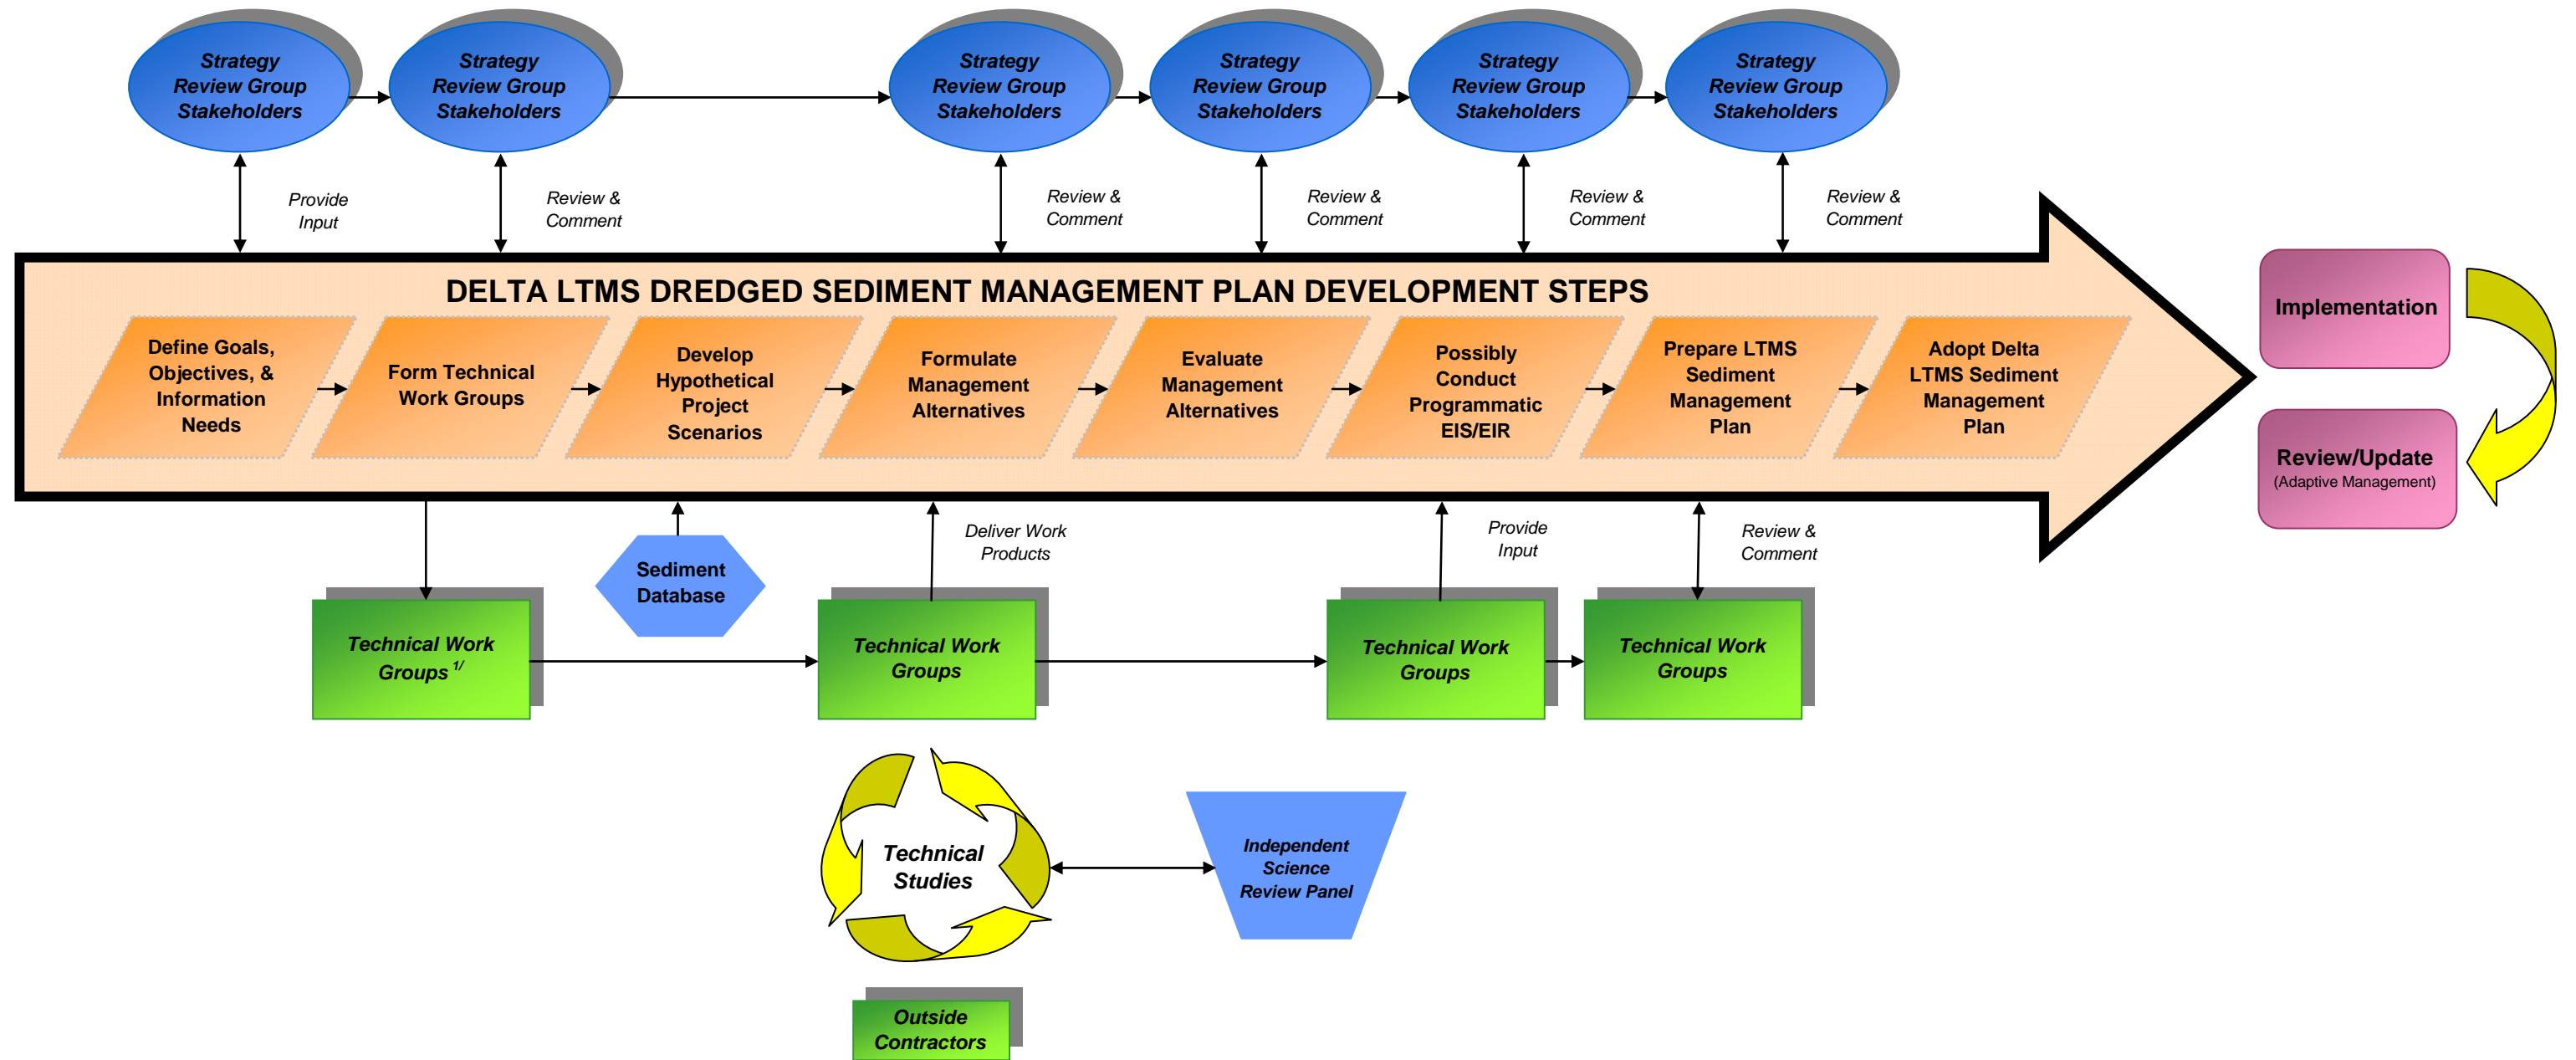 Strategy
Review Group
Stakeholders
Strategy
Review Group
Stakeholders
Strategy
Review Group
Stakeholders
Strategy
Review Group
Stakeholders
Strategy
Review Group
Stakeholders
Strategy
Review Group
Stakeholders
Provide
Input
Review &
Comment
Review &
Comment
Review &
Comment
Review &
Comment
Review &
Comment
DELTA LTMS DREDGED SEDIMENT MANAGEMENT PLAN DEVELOPMENT STEPS
Define Goals,
Objectives, &
Information
Needs
Form Technical
Work Groups
Develop
Hypothetical
Project
Scenarios
Formulate
Management
Alternatives
Evaluate
Management
Alternatives
Possibly
Conduct
Programmatic
EIS/EIR
Prepare LTMS
Sediment
Management
Plan
Adopt Delta
LTMS Sediment
Management
Plan
Implementation
Review/Update
(Adaptive Management)
Sediment
Database
Deliver Work
Products
Provide
Input
Review &
Comment
Technical Work
Groups 1/
Technical Work
Groups
Technical Work
Groups
Technical Work
Groups
Technical
Studies
Independent
Science
Review Panel
Outside
Contractors